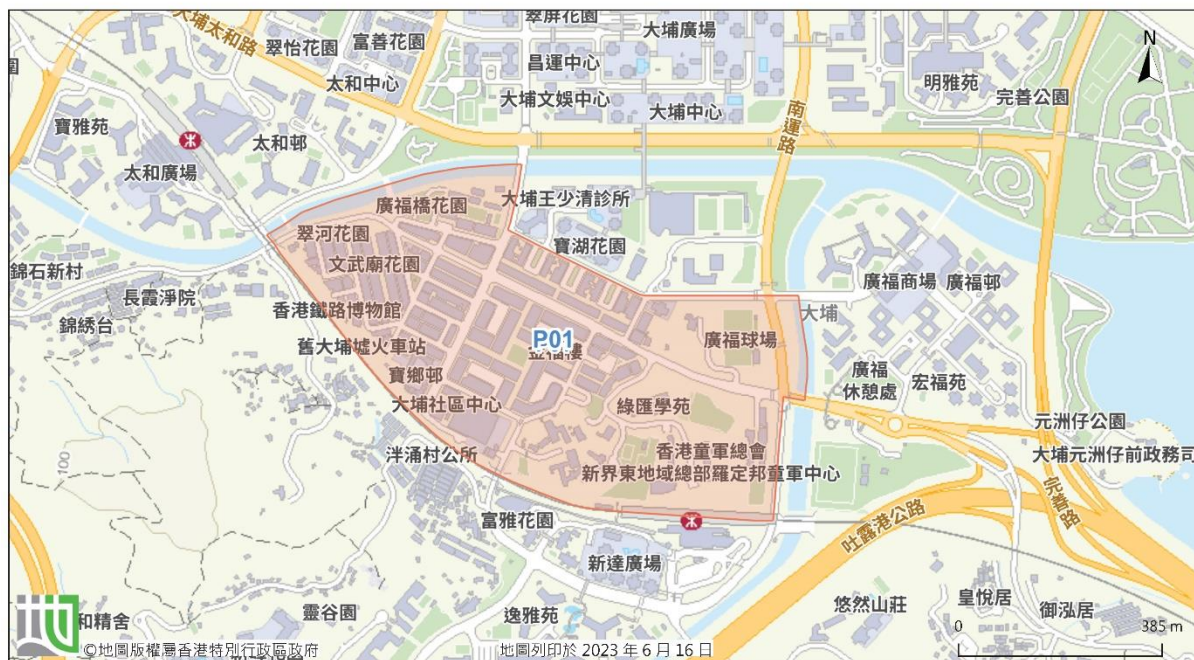 翠屏花園
大埔太和路
富善花園
翠怡花園
大埔廣場
昌運中心
太和中心
N
明雅苑
完善公園
大埔文娛中心
大埔中心
南運路
寶雅苑
太和邨
太和廣場
大埔王少清診所
廣福橋花園
翠河花園
寶湖花園
文武廟花園
錦石新村
長霞淨院
廣福商場
廣福邨
香港鐵路博物館
大埔
錦綉台
P01
廣福球場
舊大埔墟火車站
寶鄉邨
廣福
休憩處
宏福苑
大埔社區中心
綠匯學苑
元洲仔公園
香港童軍總會
新界東地域總部羅定邦童軍中心
大埔元洲仔前政務司
泮涌村公所
100
完善路
吐露港公路
富雅花園
新達廣場
皇悅居
悠然山莊
御泓居
靈谷園
逸雅苑
和精舍
0
385 m
©地圖版權屬香港特別行政區政府
地圖列印於 2023 年 6 月 16 日